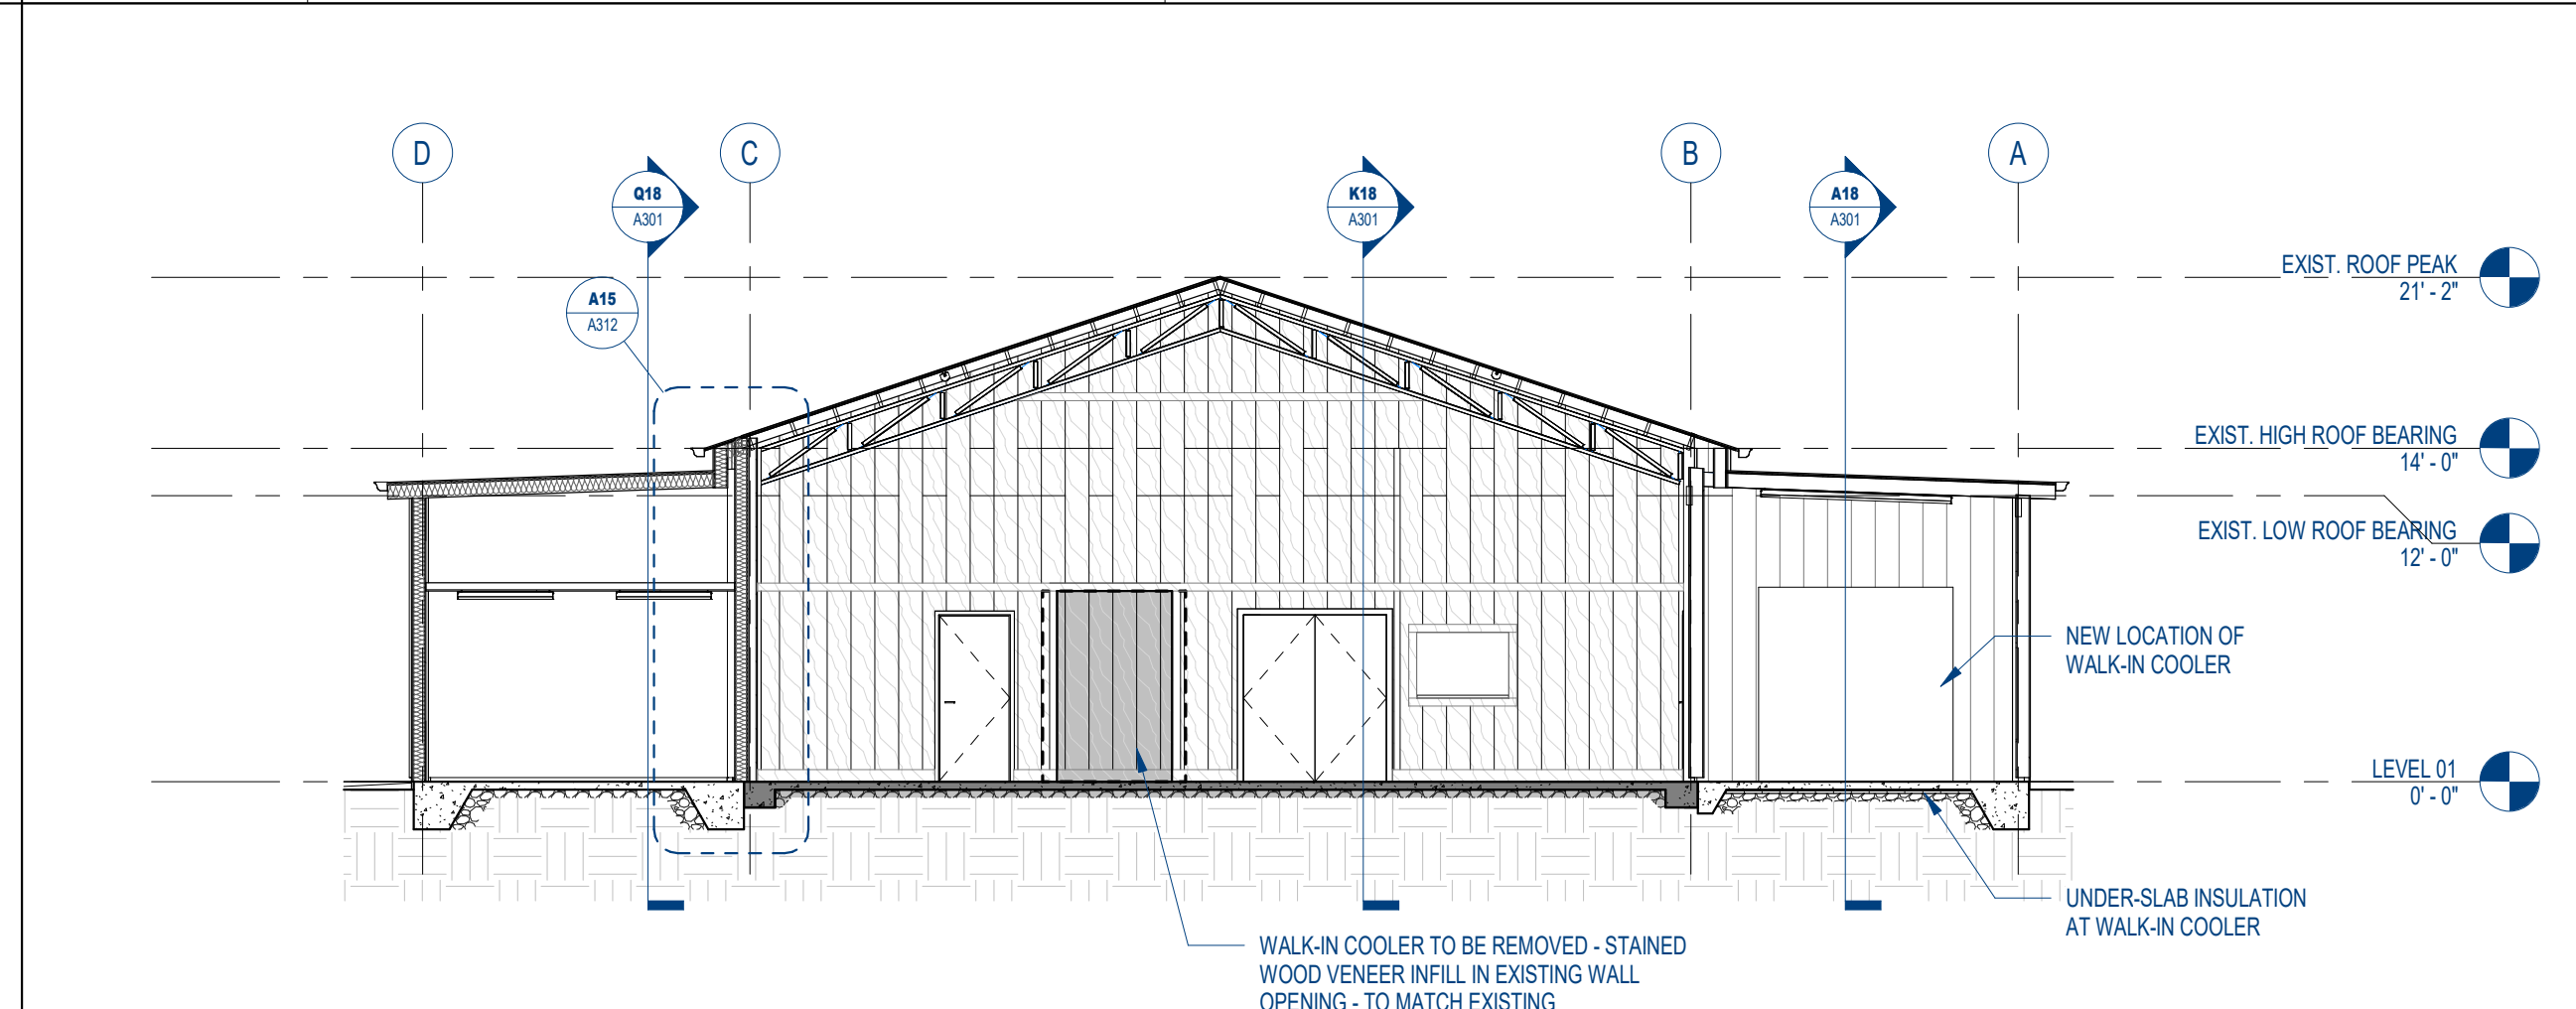 D
C
B
A
Q18
A301
K18
A301
A18
A301
EXIST. ROOF PEAK
21' - 2"
A15
A312
EXIST. HIGH ROOF BEARING
14' - 0"
EXIST. LOW ROOF BEARING
12' - 0"
NEW LOCATION OF
WALK-IN COOLER
LEVEL 01
0' - 0"
UNDER-SLAB INSULATION
AT WALK-IN COOLER
WALK-IN COOLER TO BE REMOVED - STAINED
WOOD VENEER INFILL IN EXISTING WALL
OPENING - TO MATCH EXISTING